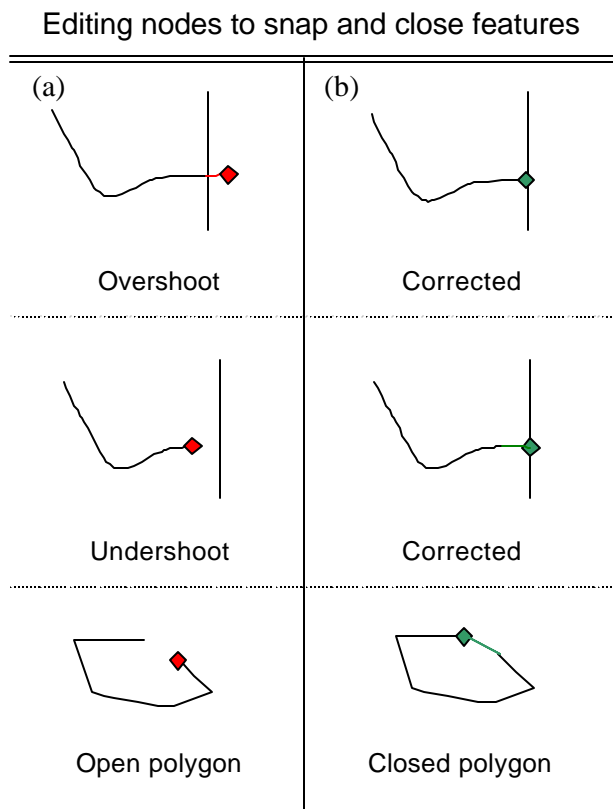 Editing nodes to snap and close features
(a) (b)
Overshoot Corrected
Undershoot Corrected
Open polygon Closed polygon